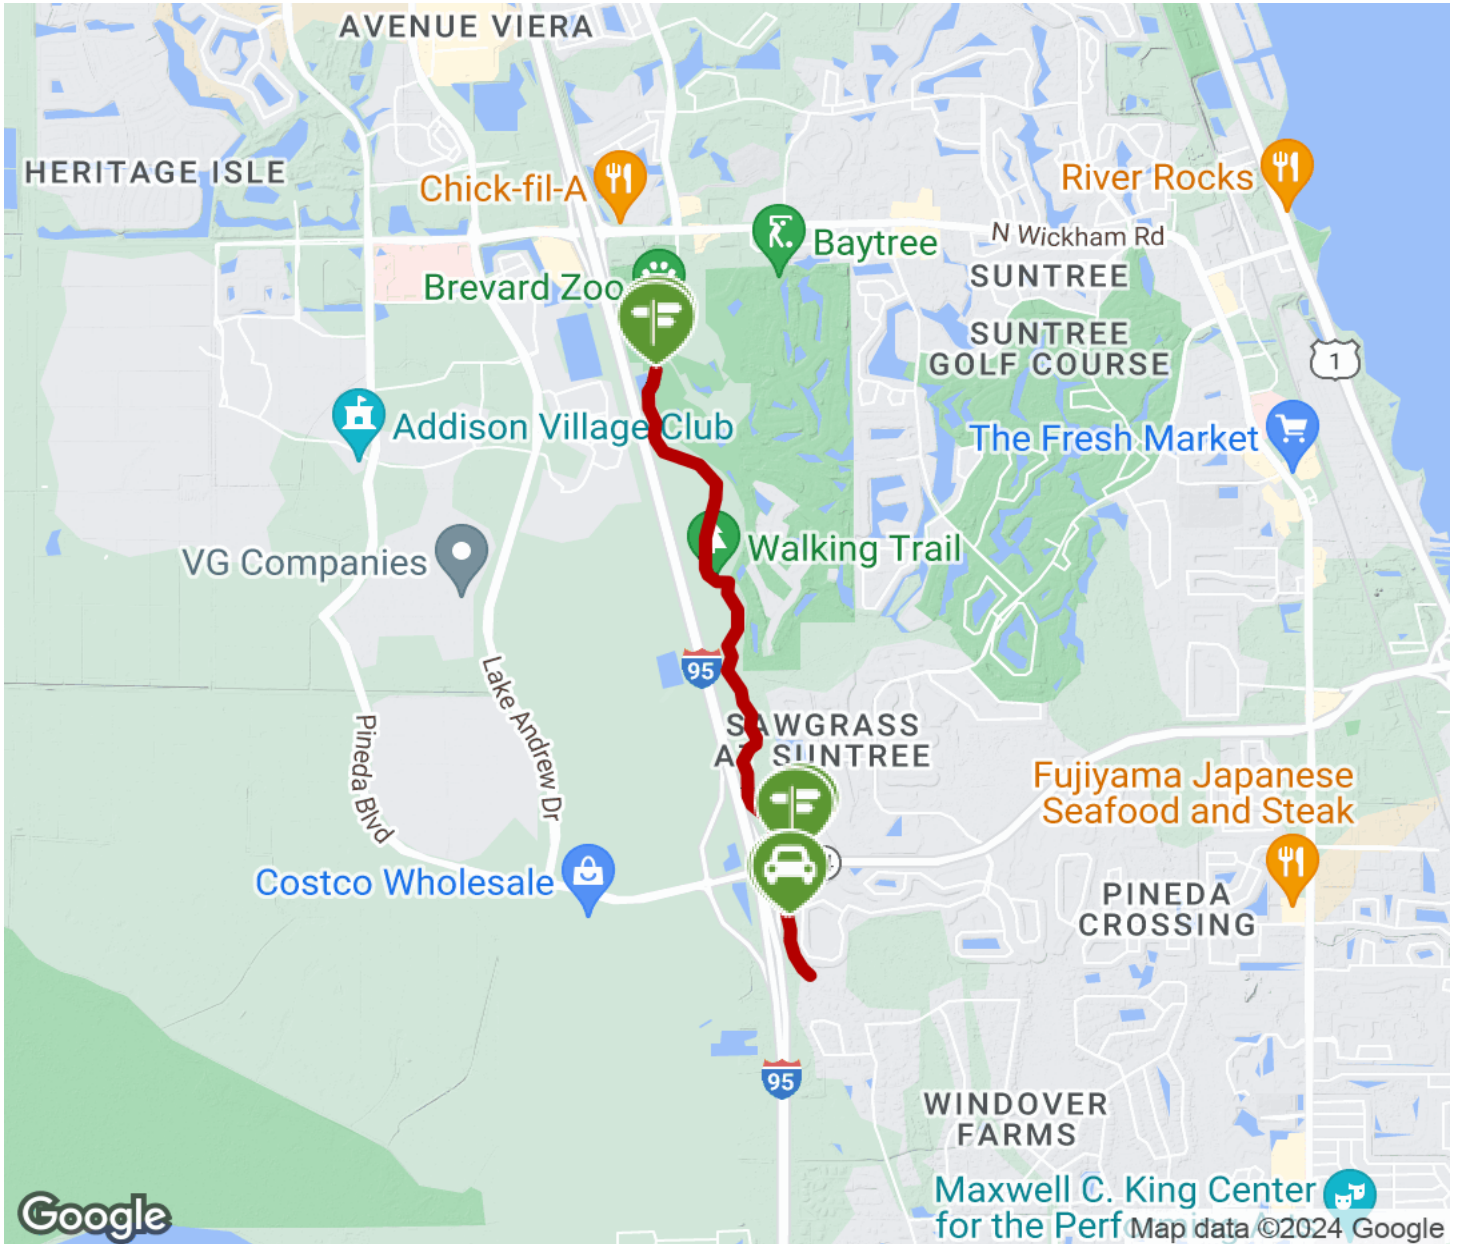 AVENUE VIERA
HERITAGE ISLE
Chick-fil-A
River Rocks
N Wickham Rd
Baytree
SUNTREE
Brevard Zoo
SUNTREE
GOLF COURSE
1
Addison Village Club
The Fresh Market
VG Companies
Walking Trail
95
Lake Andrew Dr
Pineda Blvd
SAWGRASS
AT SUNTREE
Fujiyama Japanese
Seafood and Steak
Costco Wholesale
PINEDA
CROSSING
95
WINDOVER
FARMS
Maxwell C. King Center
for the Performing Arts
Google
Map data ©2024 Google